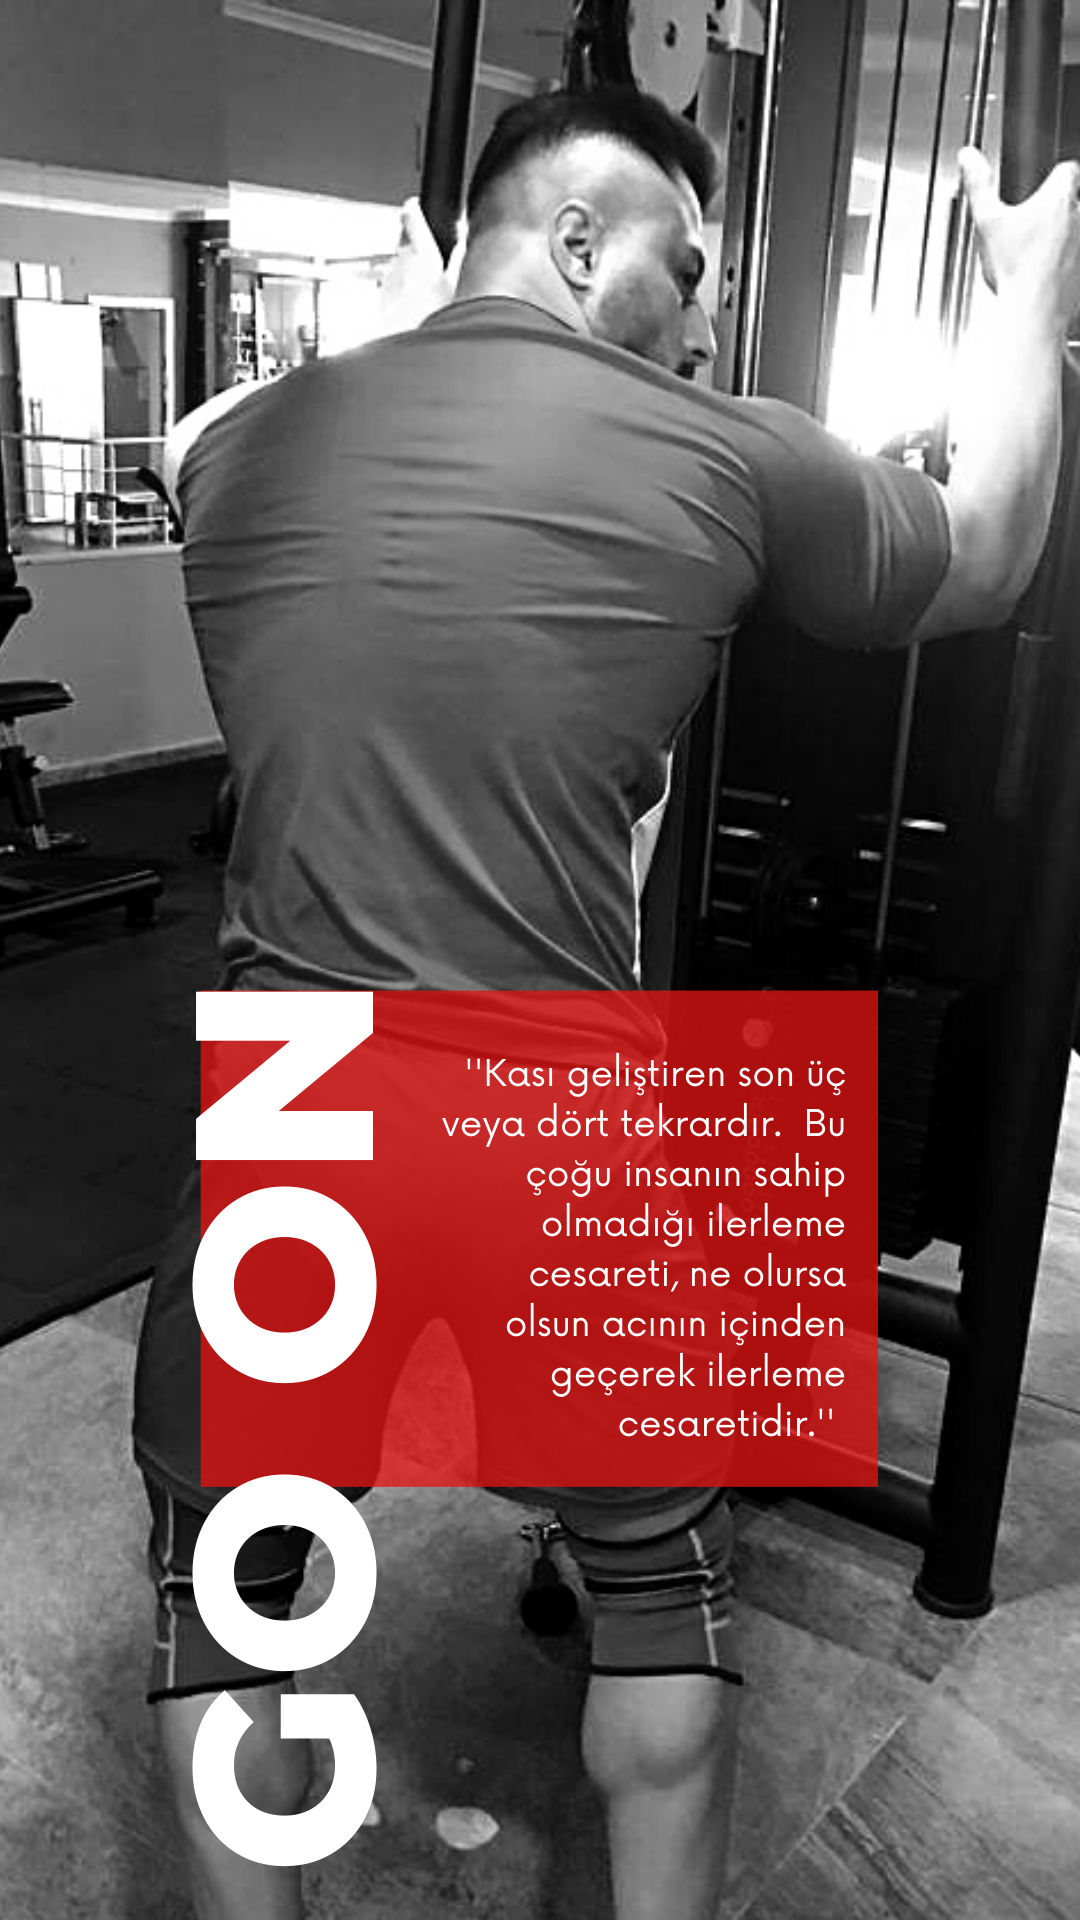 GO ON
"Kası geliştiren son üç
veya dört tekrardır. Bu
çoğu insanın sahip
olmadığı ilerleme
cesareti, ne olursa
olsun acının içinden
geçerek ilerleme
cesaretidir."